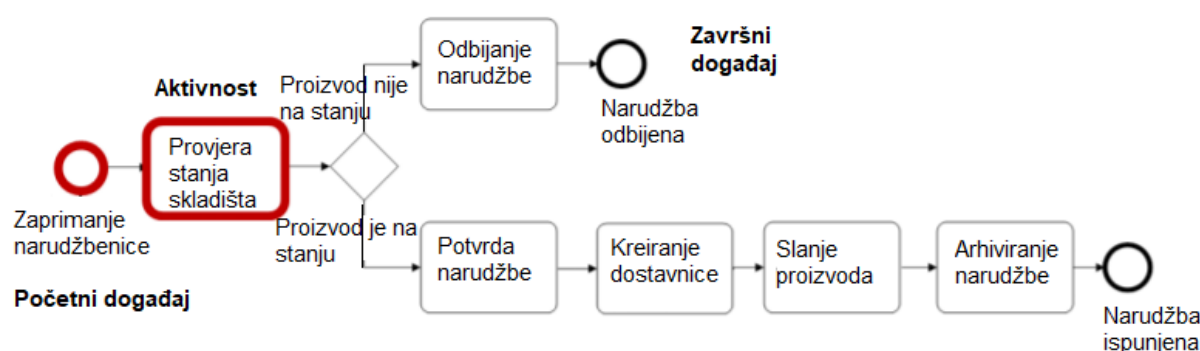 Odbijanje
narudžbe
Završni
događaj
Aktivnost
Proizvod nije
na stanju
Narudžba
odbijena
Provjera
stanja
skladišta
Zaprimanje
narudžbenice
Proizvod je na
stanju
Potvrda
narudžbe
Kreiranje
dostavnice
Slanje
proizvoda
Arhiviranje
narudžbe
Početni događaj
Narudžba
ispunjena